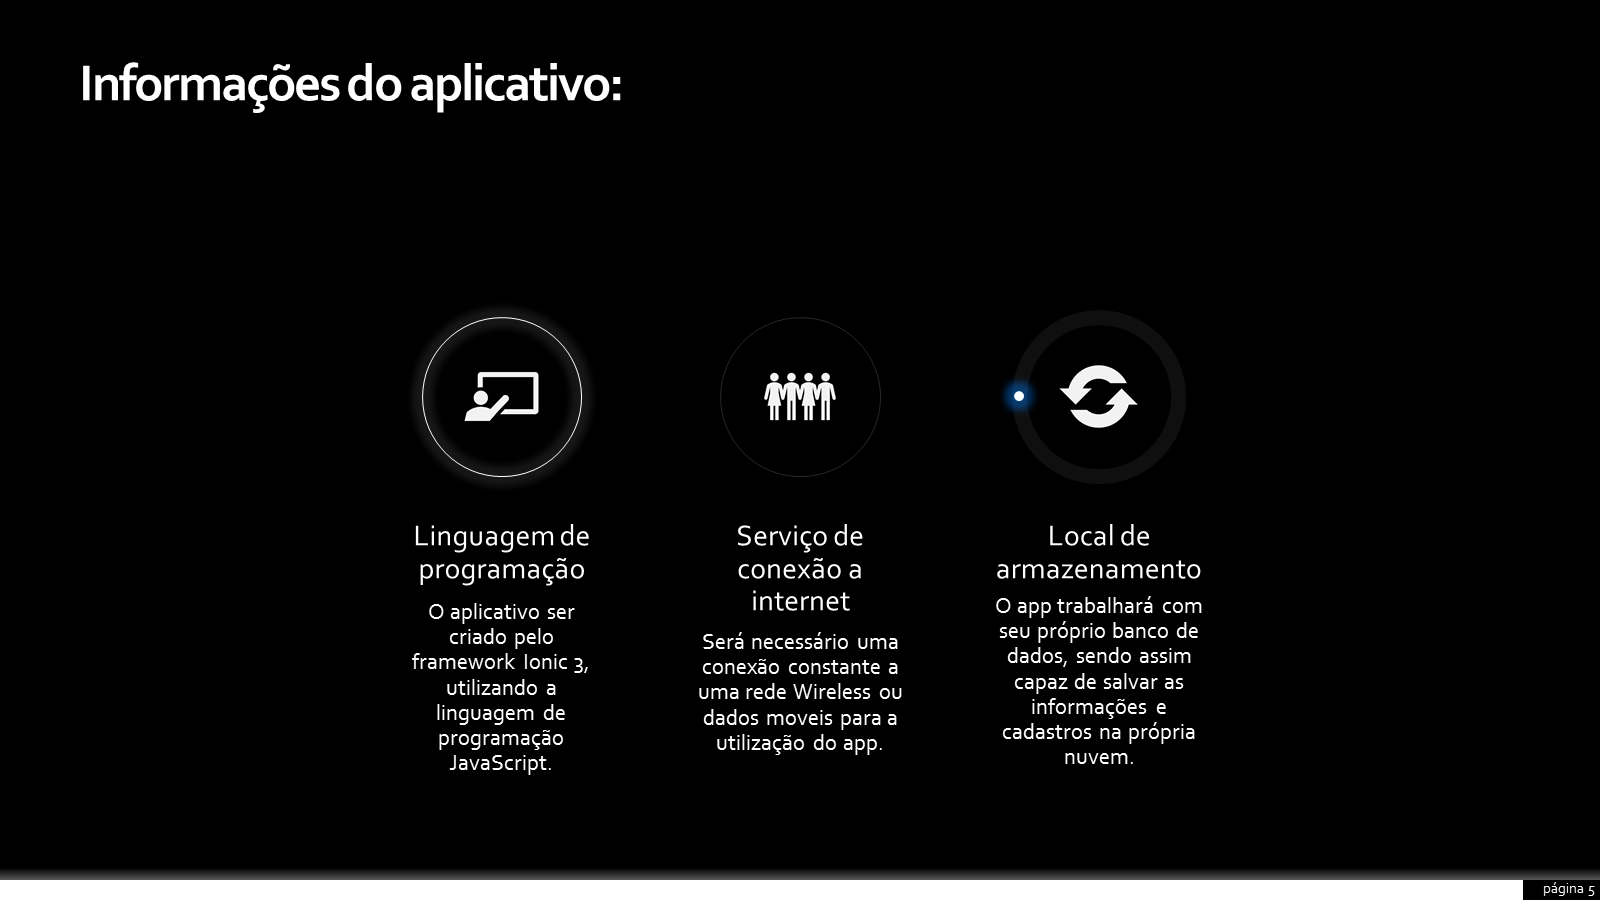 Informações do aplicativo:
Linguagem de
programação
O aplicativo ser
criado pelo
framework Ionic 3,
utilizando a
linguagem de
programação
JavaScript.
Serviço de
conexão a
internet
Será necessário uma
conexão constante a
uma rede Wireless ou
dados moveis para a
utilização do app.
Local de
armazenamento
O app trabalhará com
seu próprio banco de
dados, sendo assim
capaz de salvar as
informações e
cadastros na própria
nuvem.
página 5